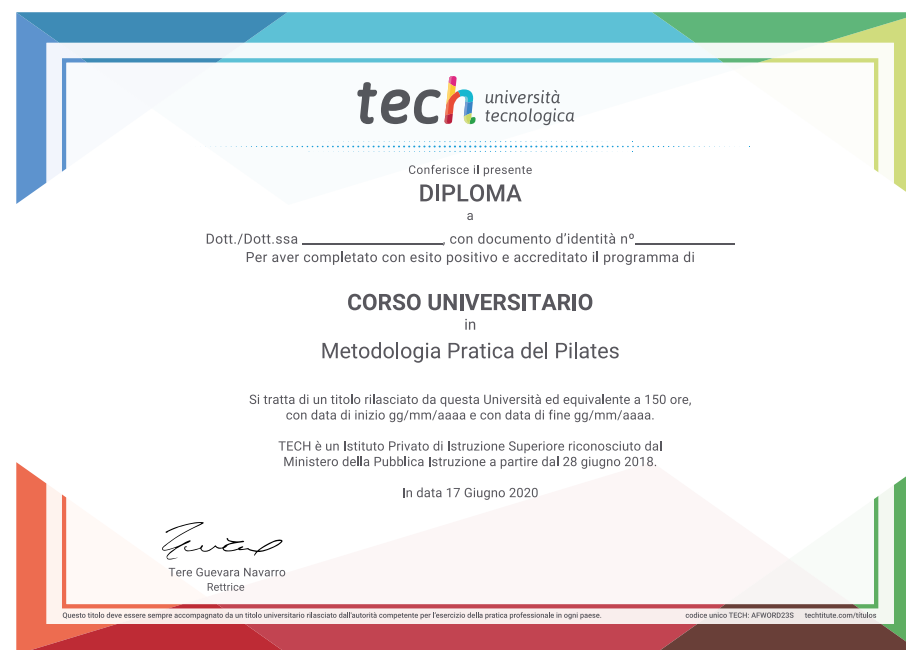 tech università
tecnologica
Conferisce il presente
DIPLOMA
a
Dott./Dott.ssa ____________________, con documento d'identità nº______________
Per aver completato con esito positivo e accreditato il programma di
CORSO UNIVERSITARIO
in
Metodologia Pratica del Pilates
Si tratta di un titolo rilasciato da questa Università ed equivalente a 150 ore,
con data di inizio gg/mm/aaaa e con data di fine gg/mm/aaaa.
TECH è un Istituto Privato di Istruzione Superiore riconosciuto dal
Ministero della Pubblica Istruzione a partire dal 28 giugno 2018.
In data 17 Giugno 2020
Tere Guevara Navarro
Rettrice
Questo titolo deve essere sempre accompagnato da un titolo universitario rilasciato dall'autorità competente per l'esercizio della pratica professionale in ogni paese. codice unico TECH: AFWORD23S techtitute.com/titulos